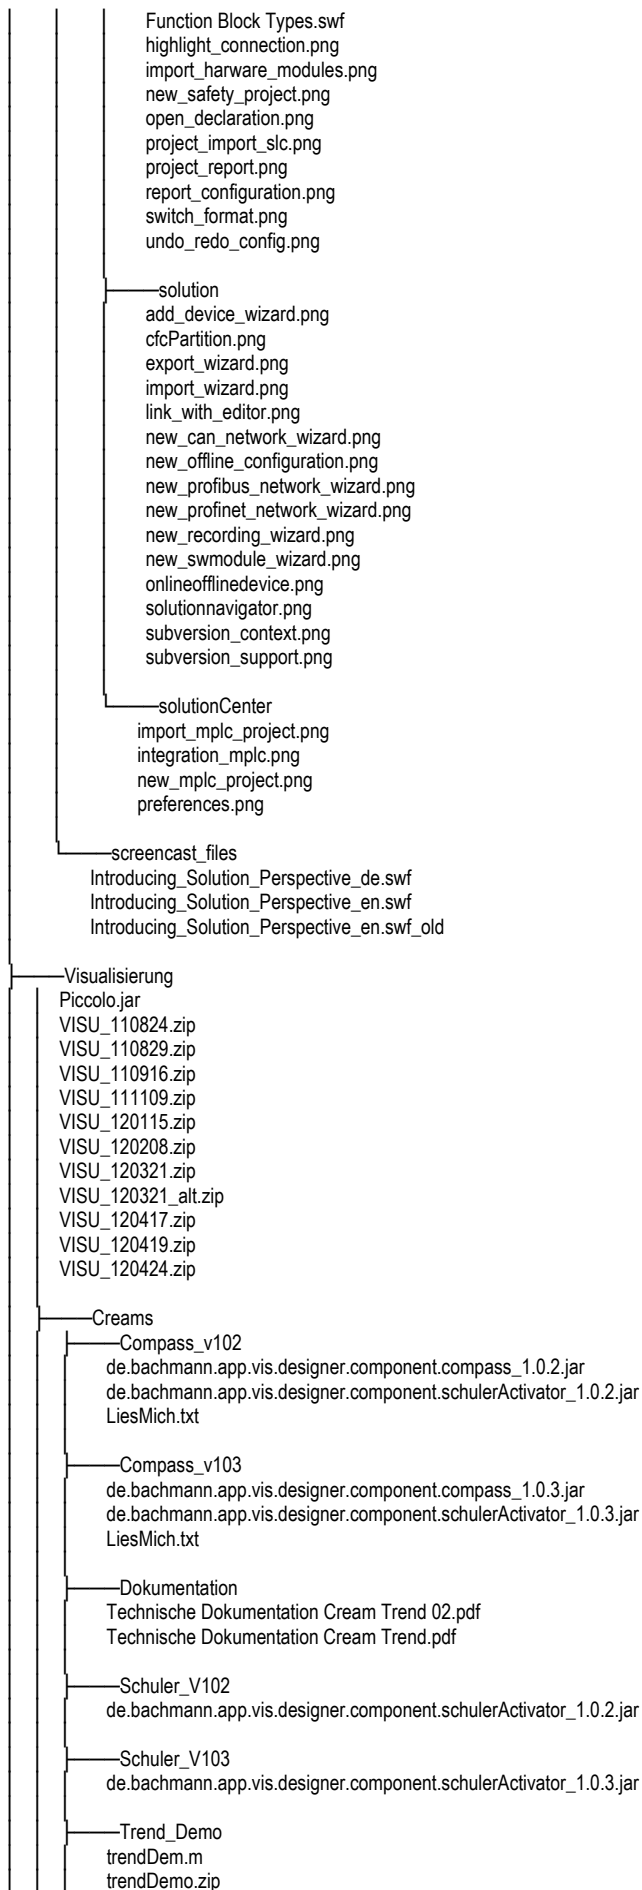 Function Block Types.swf
highlight_connection.png
import_harware_modules.png
new_safety_project.png
open_declaration.png
project_import_slc.png
project_report.png
report_configuration.png
switch_format.png
undo_redo_config.png
solution
add_device_wizard.png
cfcPartition.png
export_wizard.png
import_wizard.png
link_with_editor.png
new_can_network_wizard.png
new_offline_configuration.png
new_profibus_network_wizard.png
new_profinet_network_wizard.png
new_recording_wizard.png
new_swmodule_wizard.png
onlineofflinedevice.png
solutionnavigator.png
subversion_context.png
subversion_support.png
solutionCenter
import_mplc_project.png
integration_mplc.png
new_mplc_project.png
preferences.png
screencast_files
Introducing_Solution_Perspective_de.swf
Introducing_Solution_Perspective_en.swf
Introducing_Solution_Perspective_en.swf_old
Visualisierung
Piccolo.jar
VISU_110824.zip
VISU_110829.zip
VISU_110916.zip
VISU_111109.zip
VISU_120115.zip
VISU_120208.zip
VISU_120321.zip
VISU_120321_alt.zip
VISU_120417.zip
VISU_120419.zip
VISU_120424.zip
Creams
Compass_v102
de.bachmann.app.vis.designer.component.compass_1.0.2.jar
de.bachmann.app.vis.designer.component.schulerActivator_1.0.2.jar
LiesMich.txt
Compass_v103
de.bachmann.app.vis.designer.component.compass_1.0.3.jar
de.bachmann.app.vis.designer.component.schulerActivator_1.0.3.jar
LiesMich.txt
Dokumentation
Technische Dokumentation Cream Trend 02.pdf
Technische Dokumentation Cream Trend.pdf
Schuler_V102
de.bachmann.app.vis.designer.component.schulerActivator_1.0.2.jar
Schuler_V103
de.bachmann.app.vis.designer.component.schulerActivator_1.0.3.jar
Trend_Demo
trendDem.m
trendDemo.zip